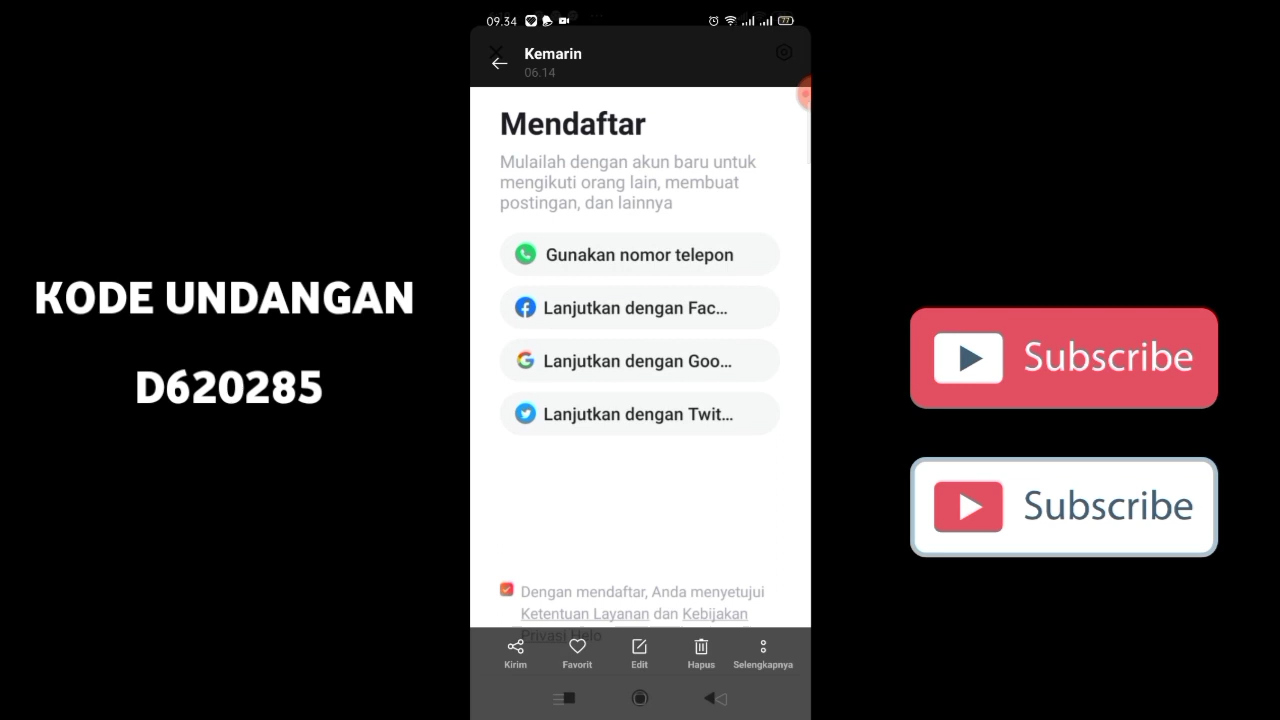 09.34
77
Kemarin
06.14
Mendaftar
Mulailah dengan akun baru untuk
mengikuti orang lain, membuat
postingan, dan lainnya
Gunakan nomor telepon
Lanjutkan dengan Fac...
Lanjutkan dengan Goo...
Lanjutkan dengan Twit...
Dengan mendaftar, Anda menyetujui
Ketentuan Layanan dan Kebijakan
Privasi Helo
Kirim
Favorit
Edit
Hapus
Selengkapnya
KODE UNDANGAN
D620285
Subscribe
Subscribe